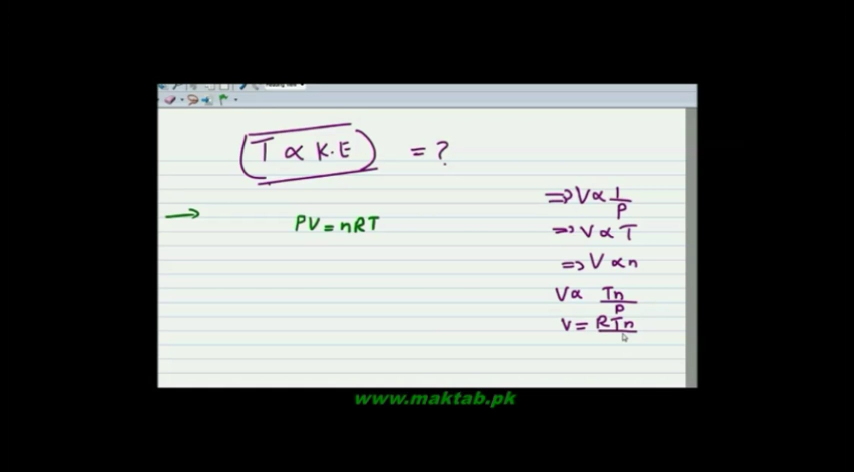 T ∝ K.E = ?
PV = nRT
⇒ V ∝ 1/P
⇒ V ∝ T
⇒ V ∝ n
V ∝ Tn/P
V = RTn/
www.maktab.pk